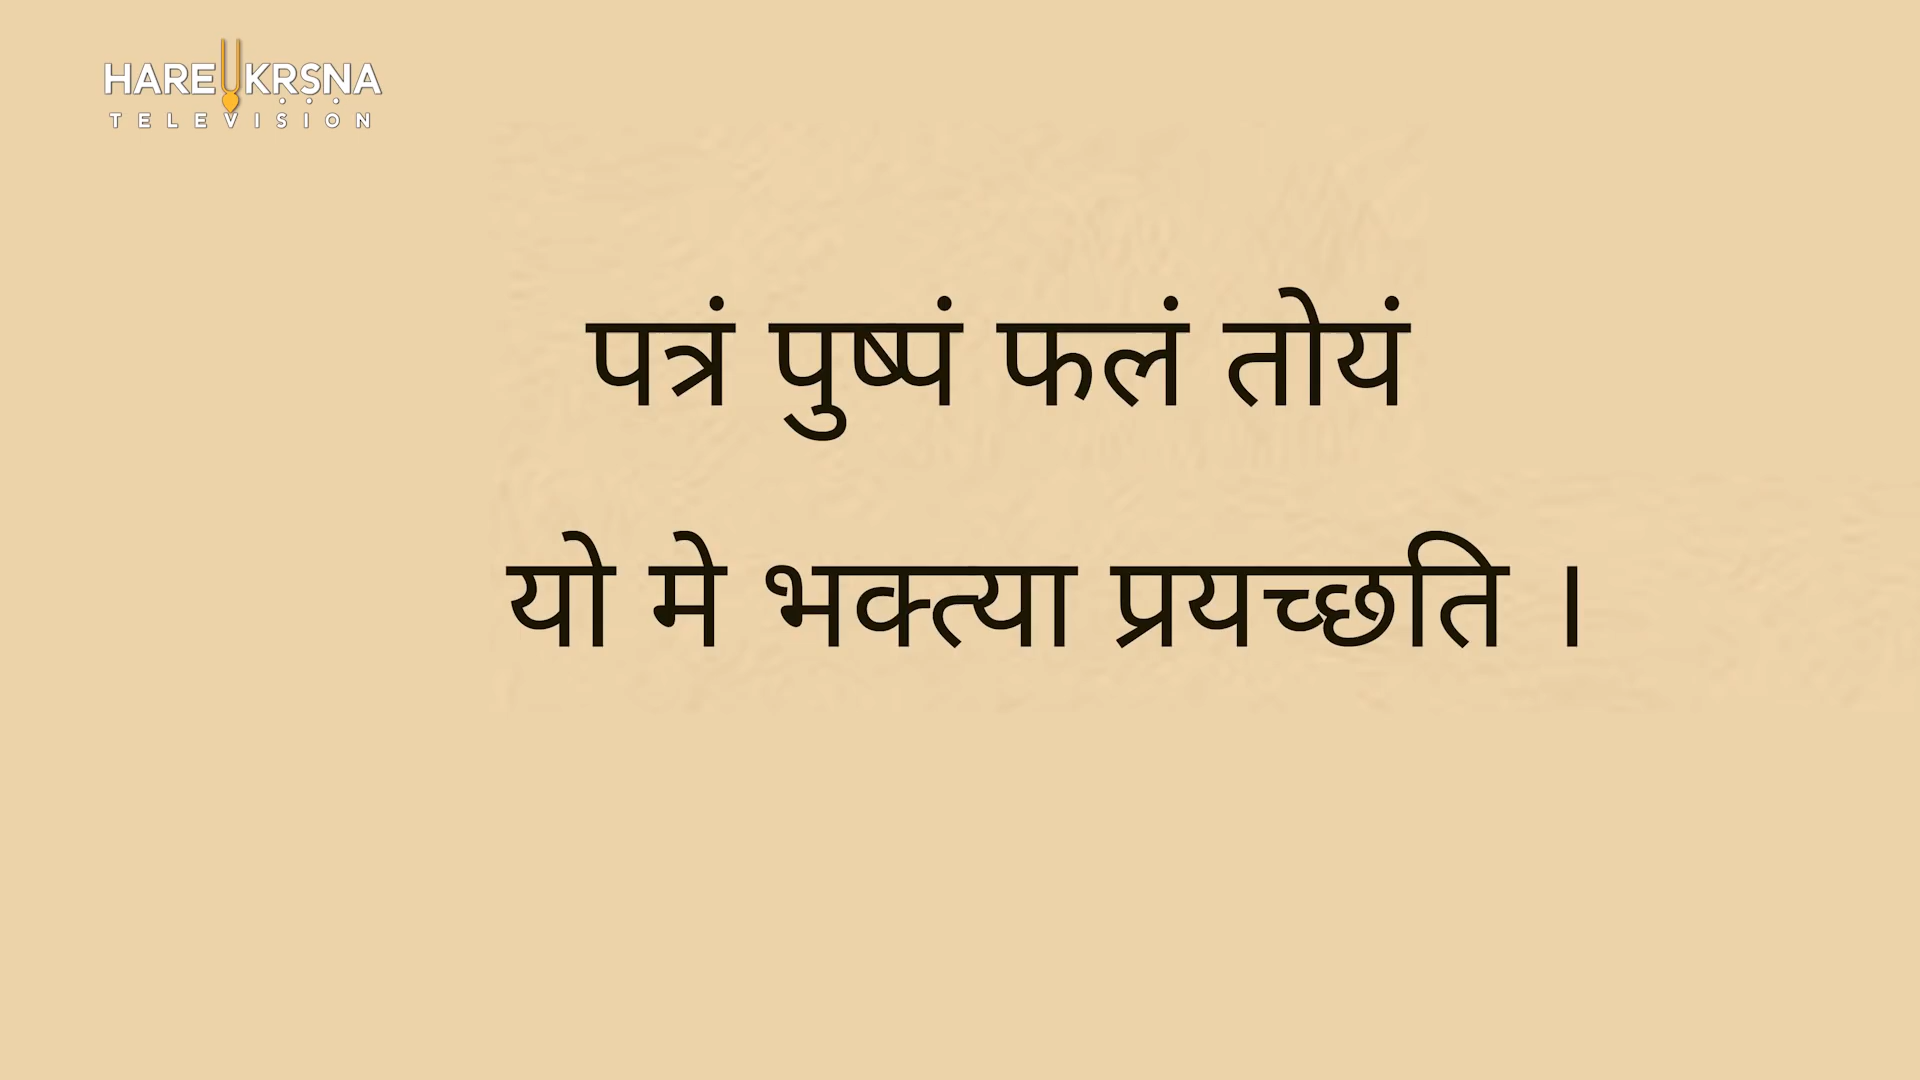 HARE KRSNA
TELEVISION
पत्रं पुष्पं फलं तोयं
यो मे भक्त्या प्रयच्छति ।